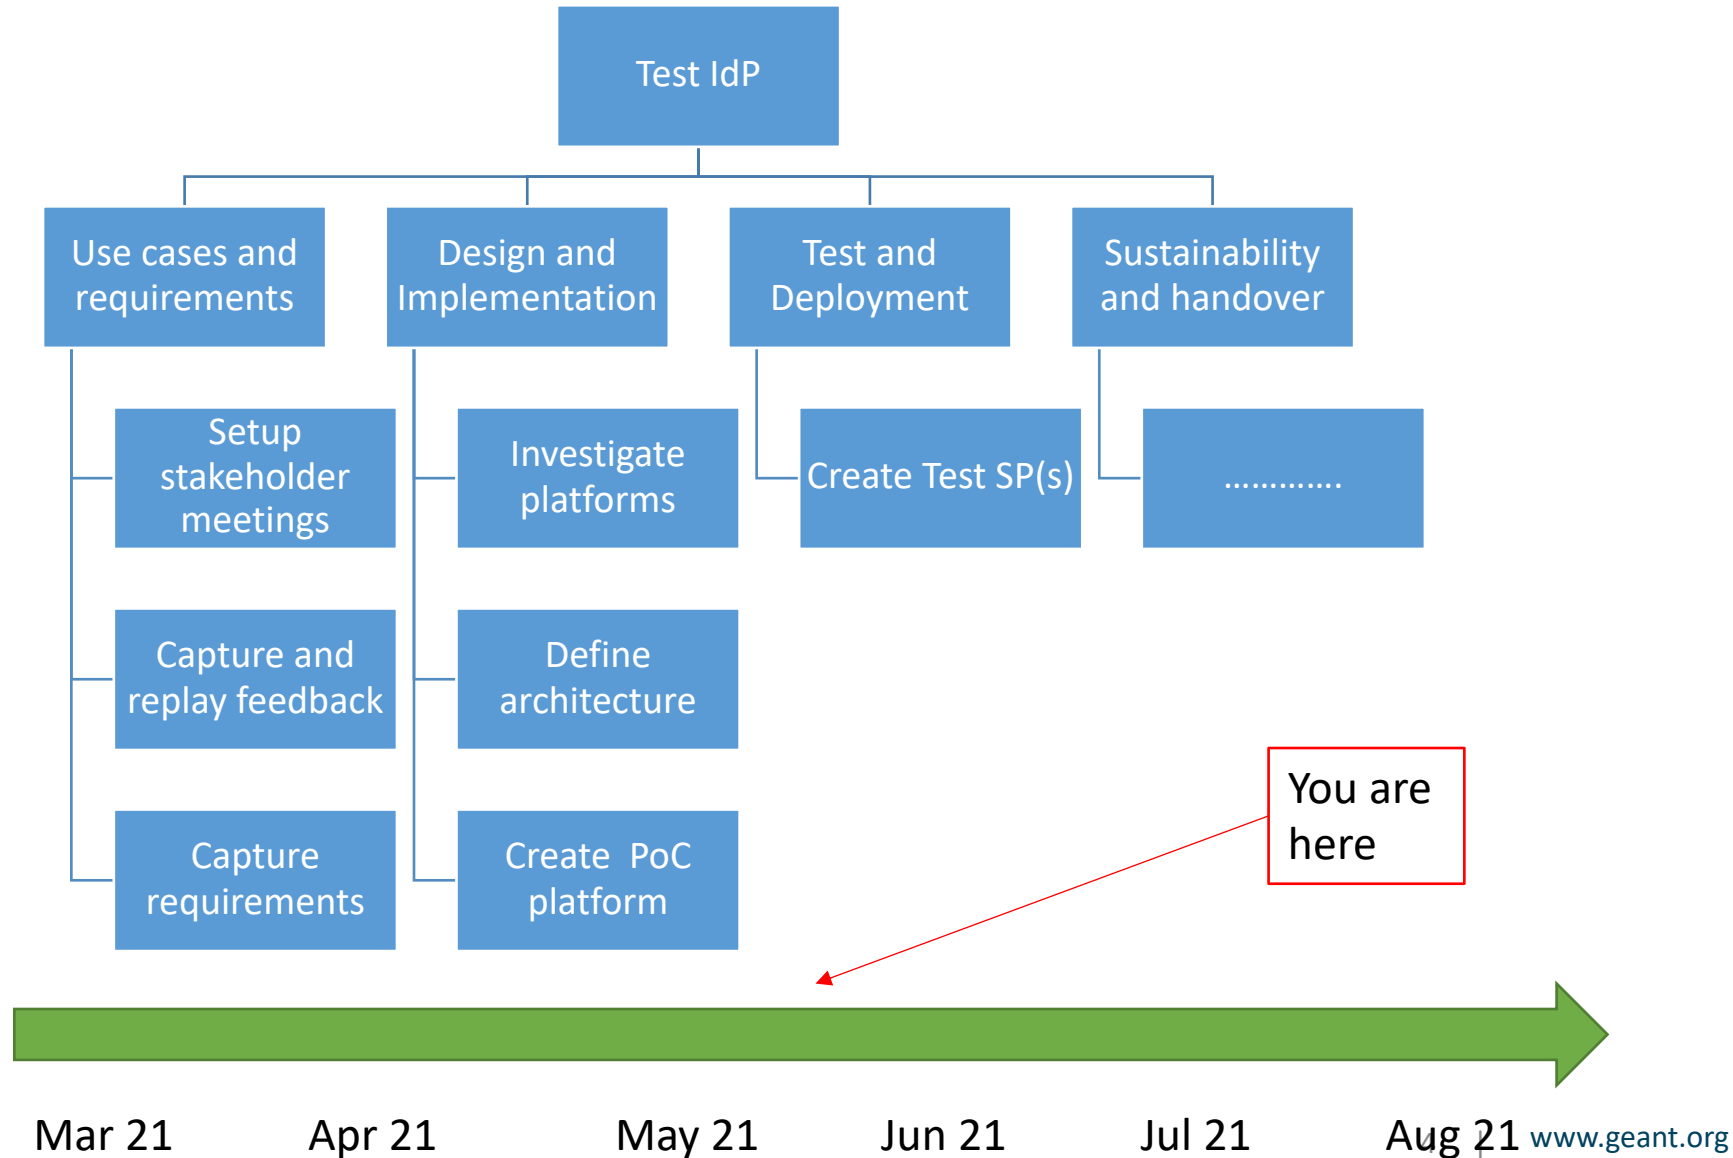 Test IdP
Use cases and
requirements
Design and
Implementation
Test and
Deployment
Sustainability
and handover
Setup
stakeholder
meetings
Investigate
platforms
Create Test SP(s)
………….
Capture and
replay feedback
Define
architecture
Capture
requirements
Create PoC
platform
You are
here
Mar 21
Apr 21
May 21
Jun 21
Jul 21
Aug 21
www.geant.org